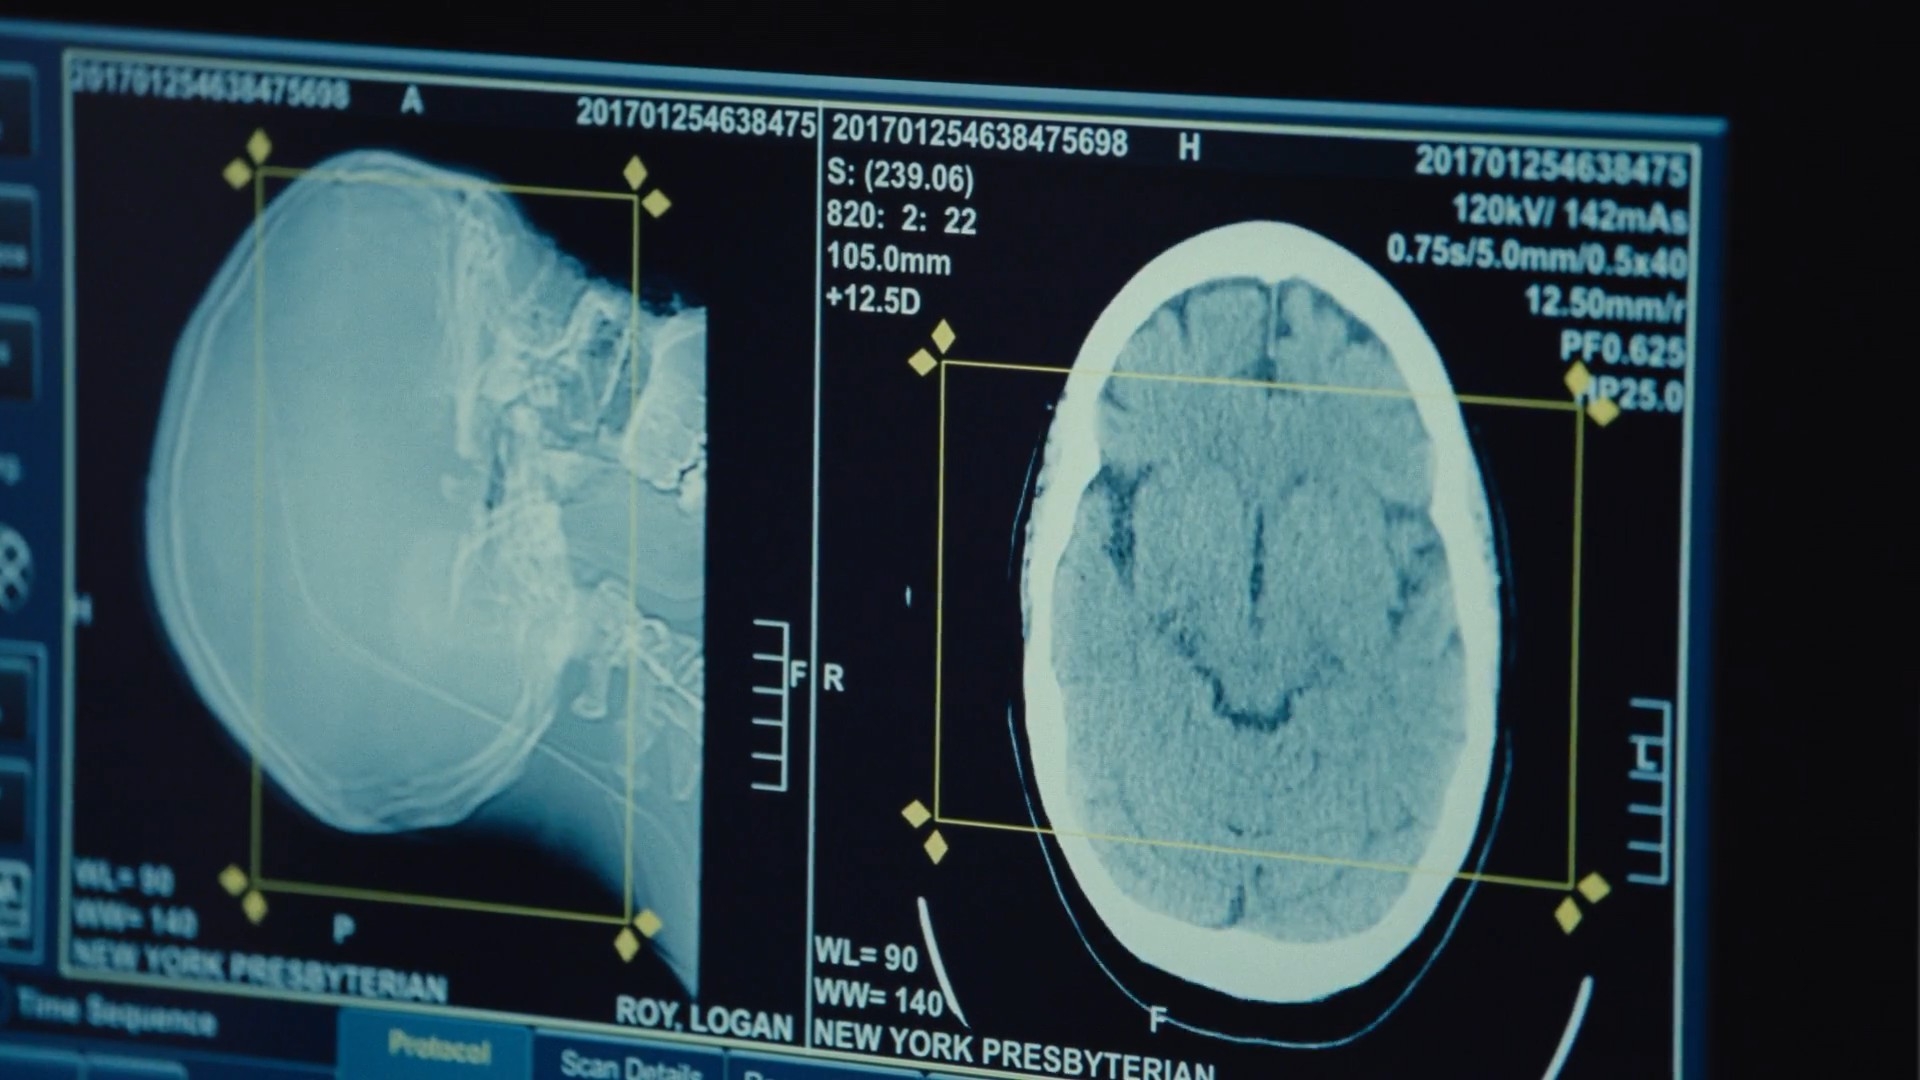 201701254638475698
A
201701254638475
H
F
WL= 90
WW= 140
P
NEW YORK PRESBYTERIAN
ROY, LOGAN
201701254638475698
H
201701254638475
S: (239.06)
820: 2: 22
105.0mm
+12.5D
120kV/ 142mAs
0.75s/5.0mm/0.5x40
12.50mm/r
PF0.625
HP25.0
R
L
WL= 90
WW= 140
F
NEW YORK PRESBYTERIAN
Time Sequence
Protocol
Scan Details